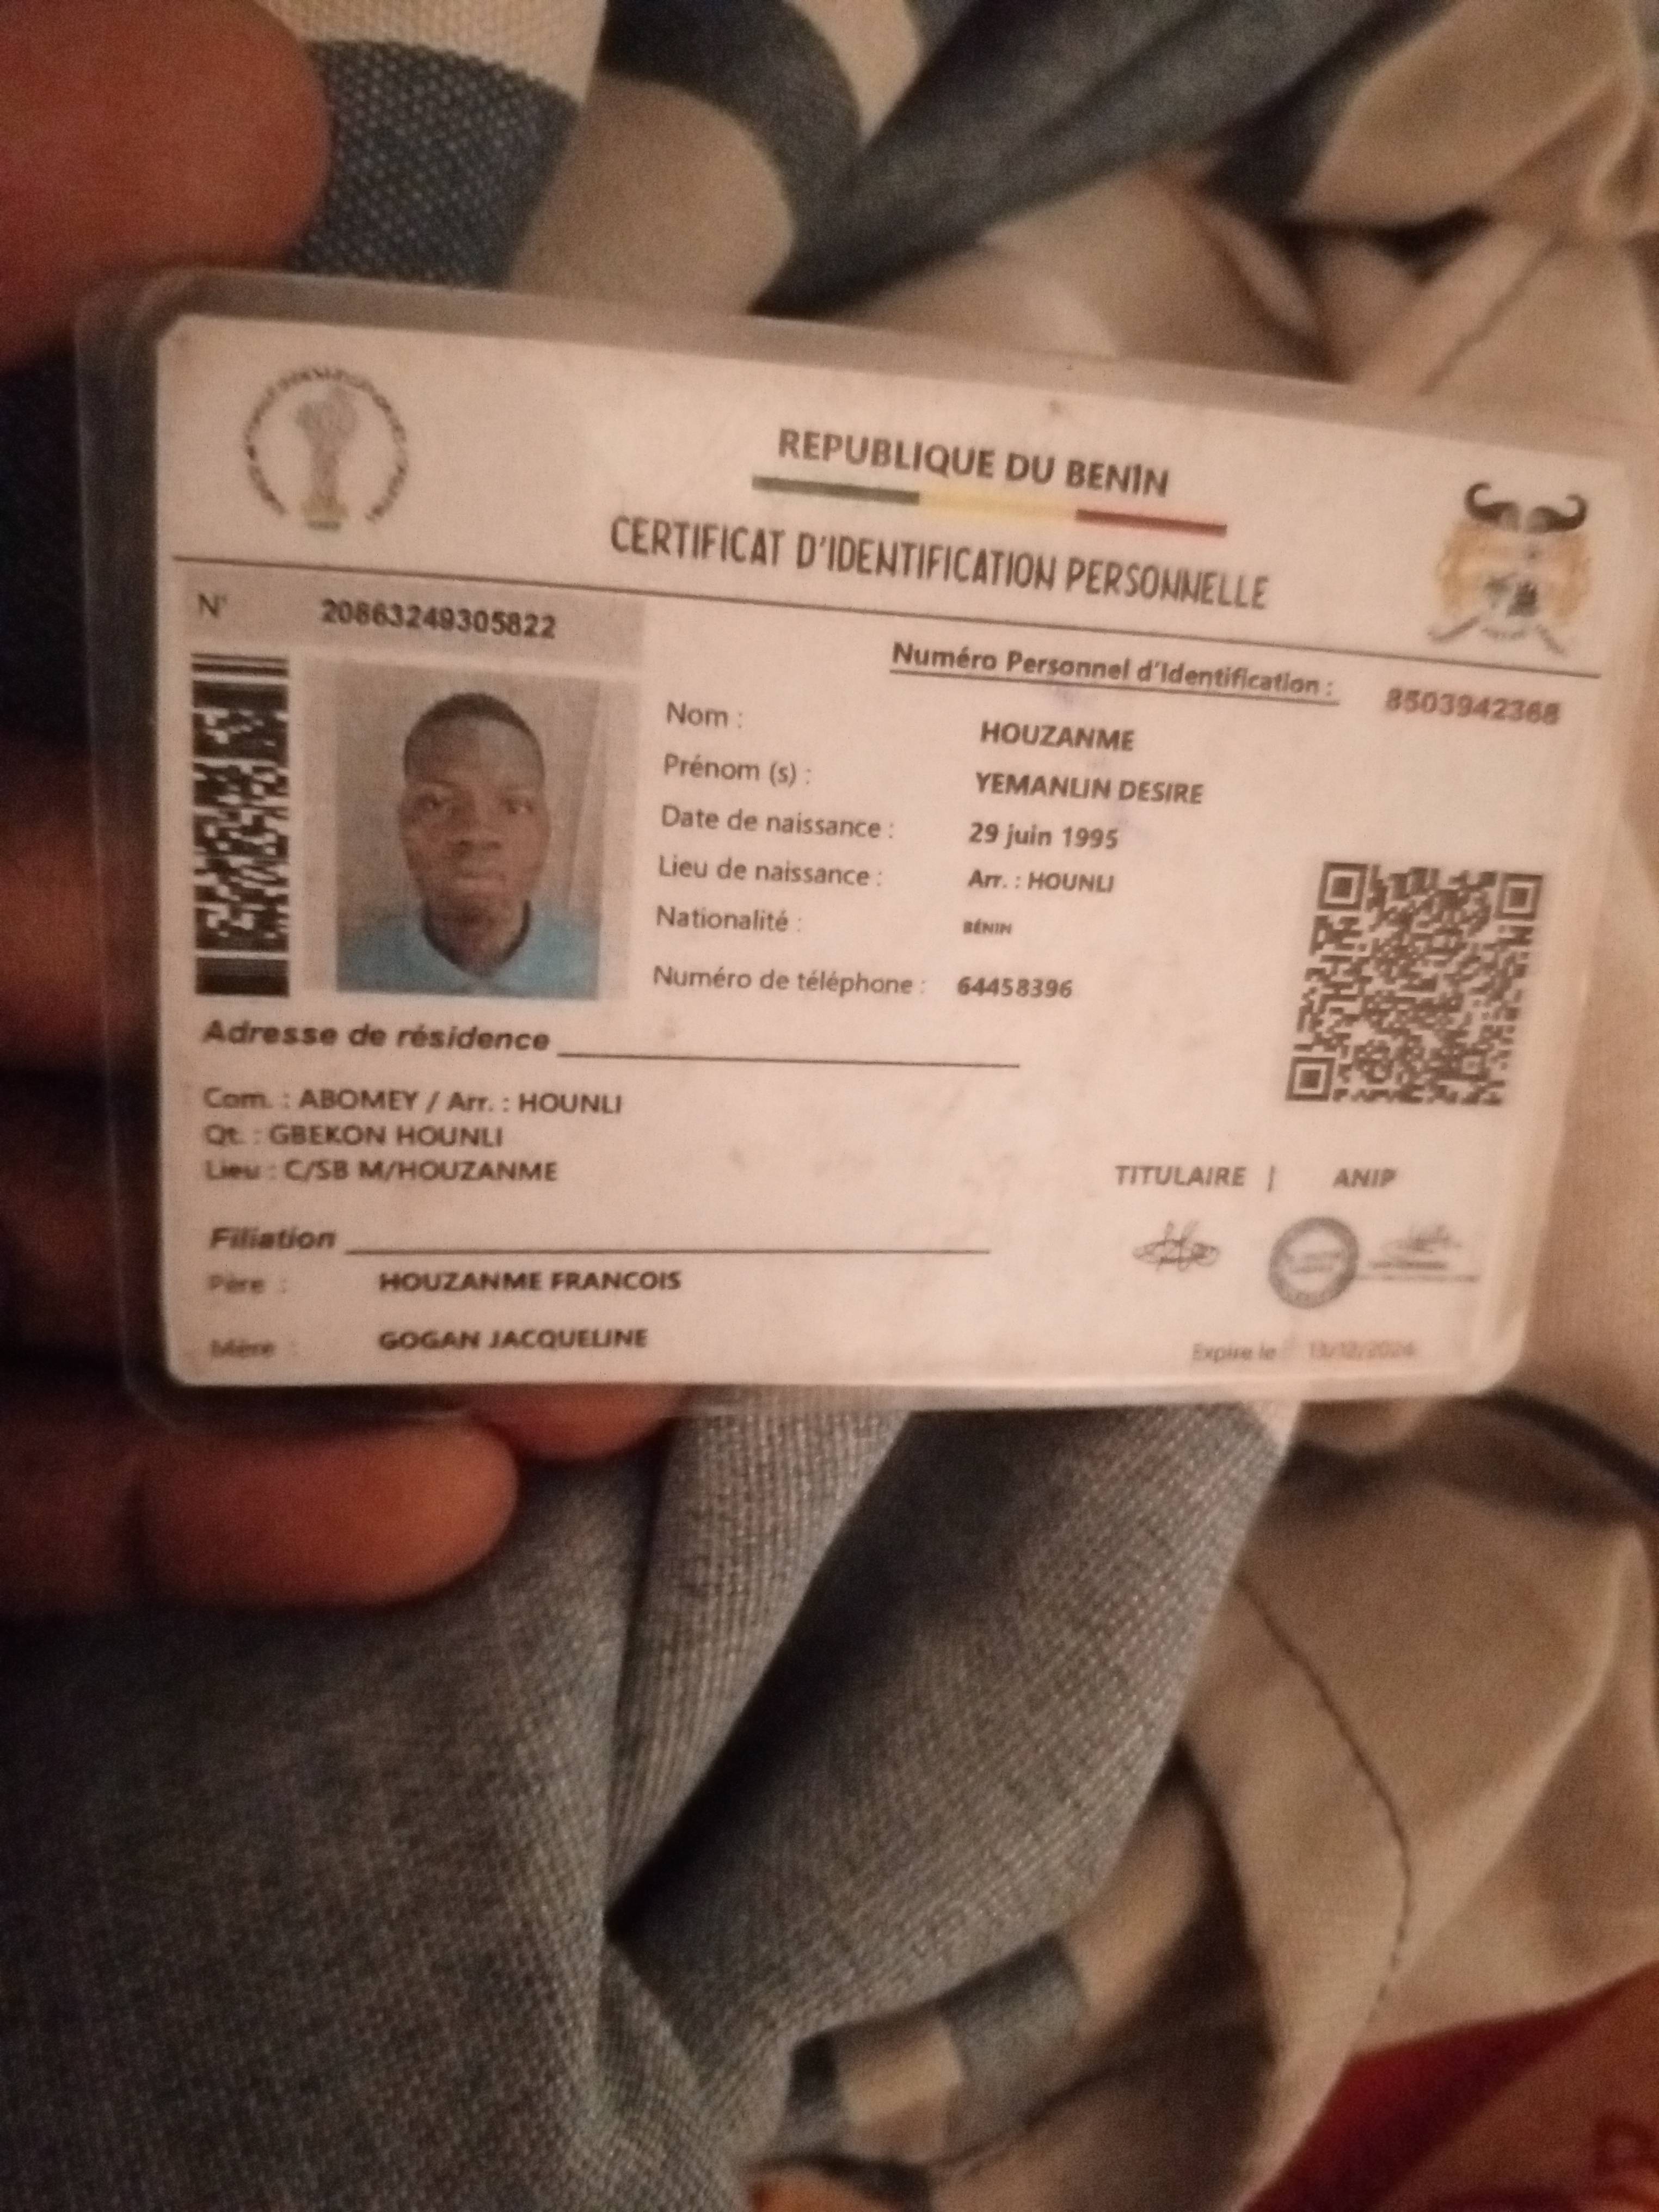 REPUBLIQUE DU BENIN
CERTIFICAT D'IDENTIFICATION PERSONNELLE
N° 20863249305822
Numéro Personnel d'Identification : 8503942368
Nom : HOUZANME
Prénom (s) : YEMANLIN DESIRE
Date de naissance : 29 juin 1995
Lieu de naissance : Arr. : HOUNLI
Nationalité : BÉNIN
Numéro de téléphone : 64458396
Adresse de résidence
Com. : ABOMEY / Arr. : HOUNLI
Qt. : GBEKON HOUNLI
Lieu : C/SB M/HOUZANME
TITULAIRE | ANIP
Filiation
Père : HOUZANME FRANCOIS
Mère : GOGAN JACQUELINE
Expire le :